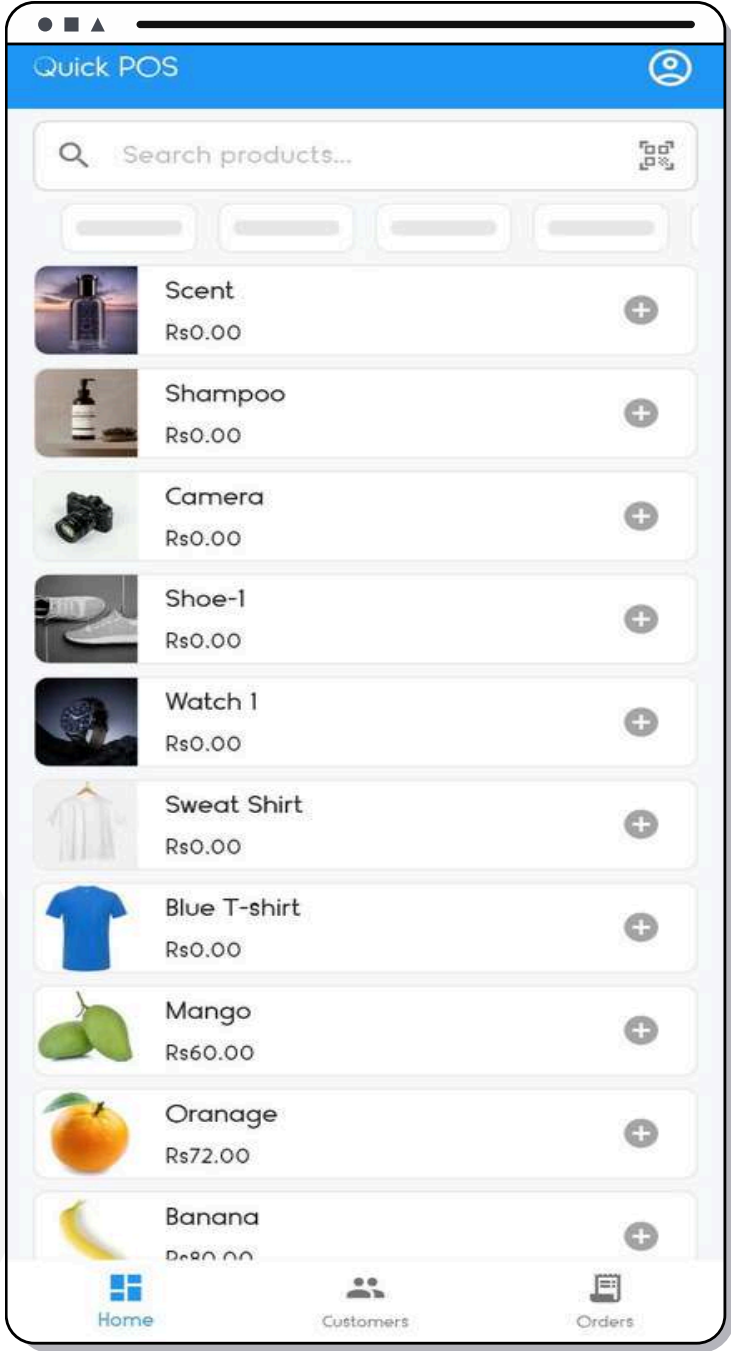 Quick POS
Search products...
Scent
Rs0.00
Shampoo
Rs0.00
Camera
Rs0.00
Shoe-1
Rs0.00
Watch 1
Rs0.00
Sweat Shirt
Rs0.00
Blue T-shirt
Rs0.00
Mango
Rs60.00
Oranage
Rs72.00
Banana
Rs80.00
Home
Customers
Orders